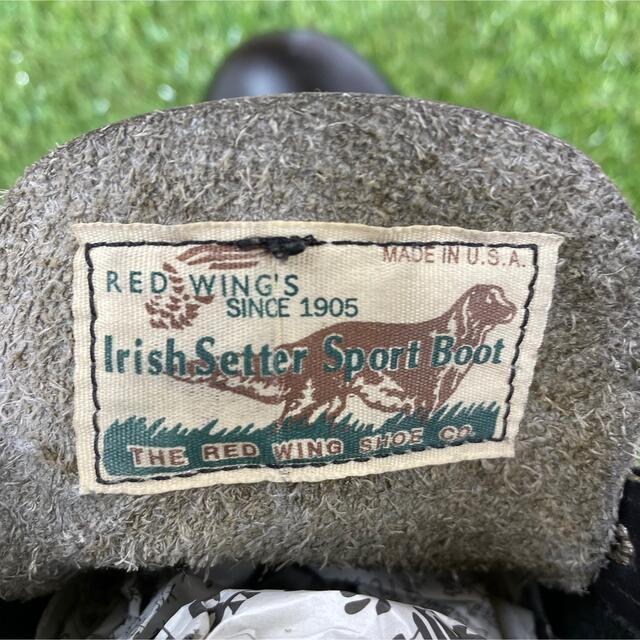 MADE IN U.S.A.
RED WING'S
SINCE 1905
Irish Setter Sport Boot
THE RED WING SHOE CO.